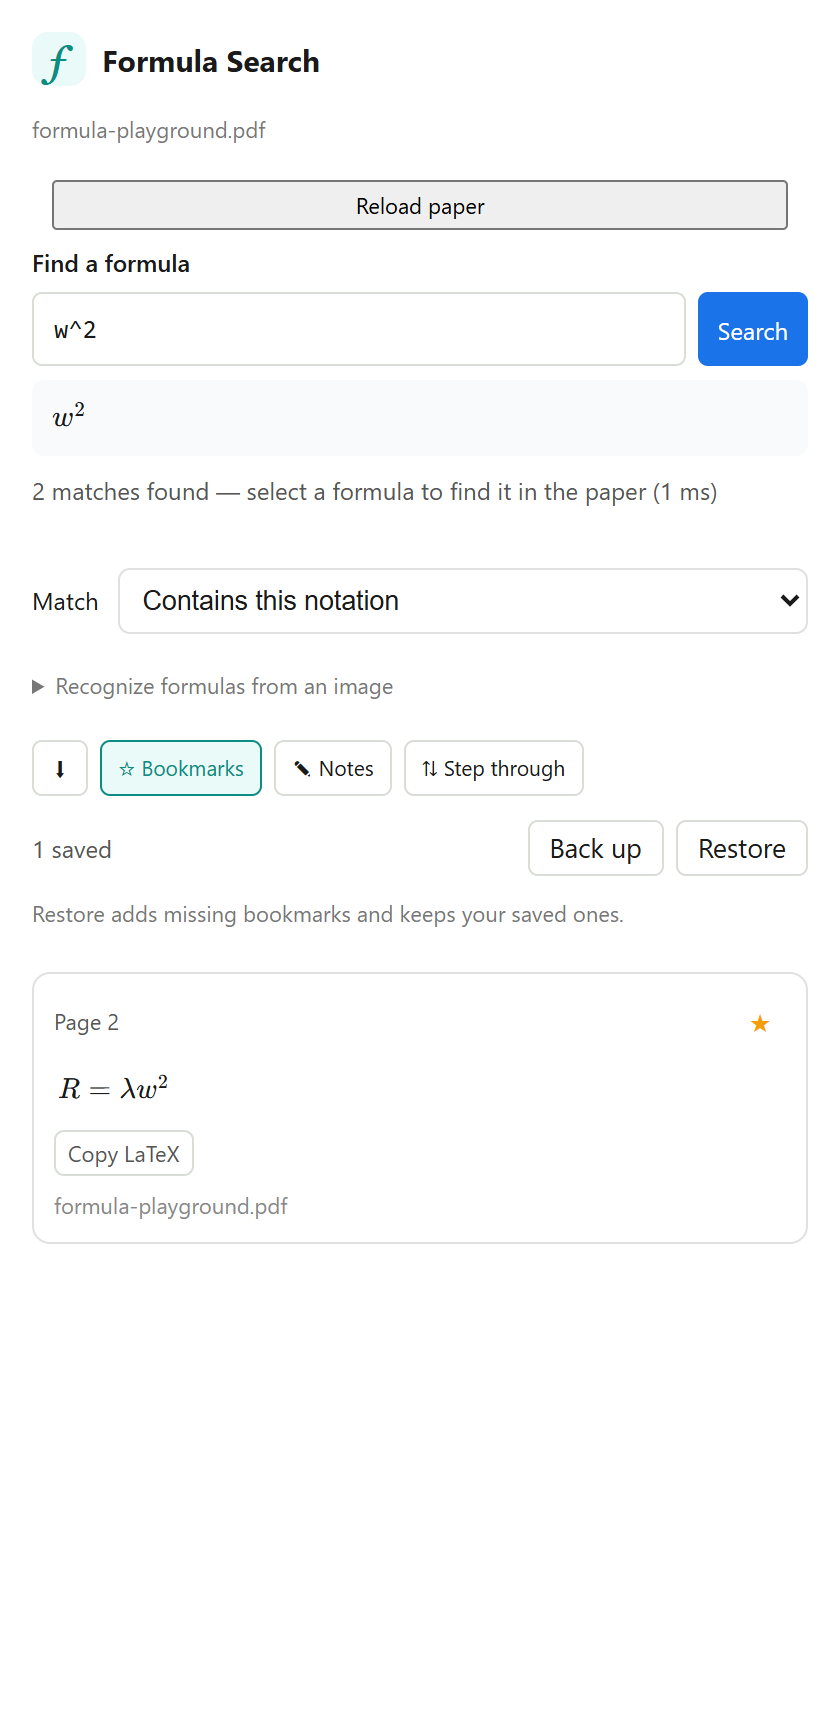 f Formula Search
formula-playground.pdf
Reload paper
Find a formula
w^2
Search
w²
2 matches found — select a formula to find it in the paper (1 ms)
Match
Contains this notation
▶ Recognize formulas from an image
⬇ ☆ Bookmarks ✎ Notes ⇅ Step through
1 saved
Back up
Restore
Restore adds missing bookmarks and keeps your saved ones.
Page 2 ★
R = λw²
Copy LaTeX
formula-playground.pdf